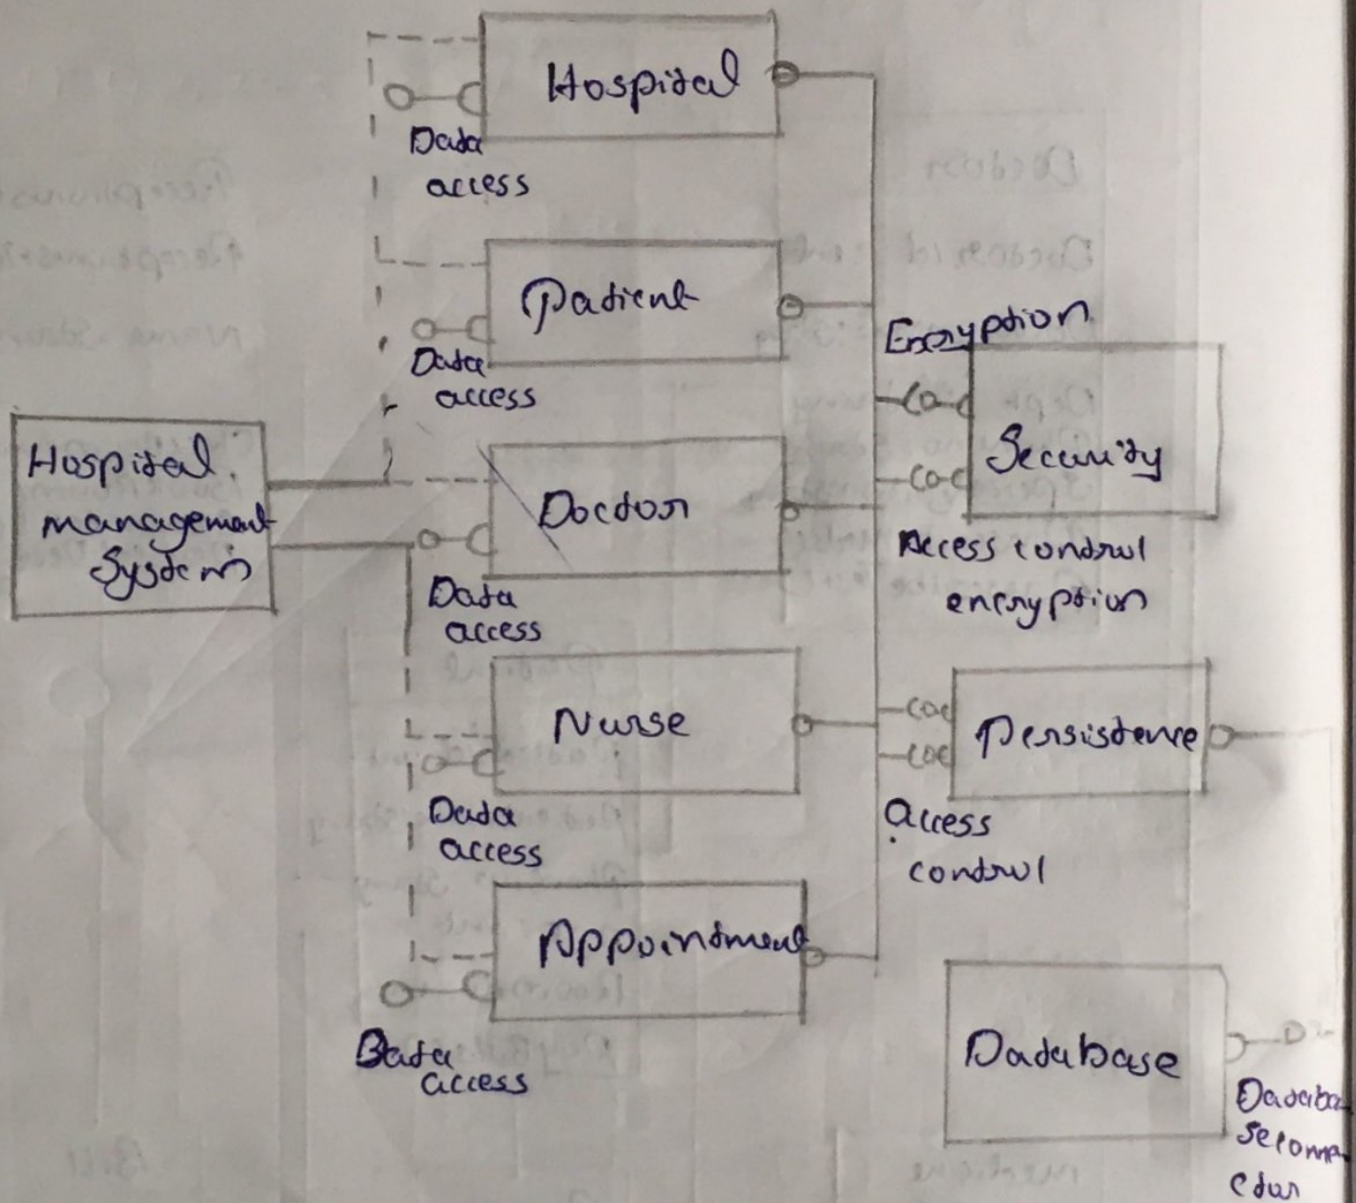 Hospital
Data
access
Patient
Data
access
Encryption
Security
Hospital.
management
System
Doctor
Data
access
Access control
encryption
Nurse
Data
access
Persistence
access
control
Appointment
Data
access
Database
Databa